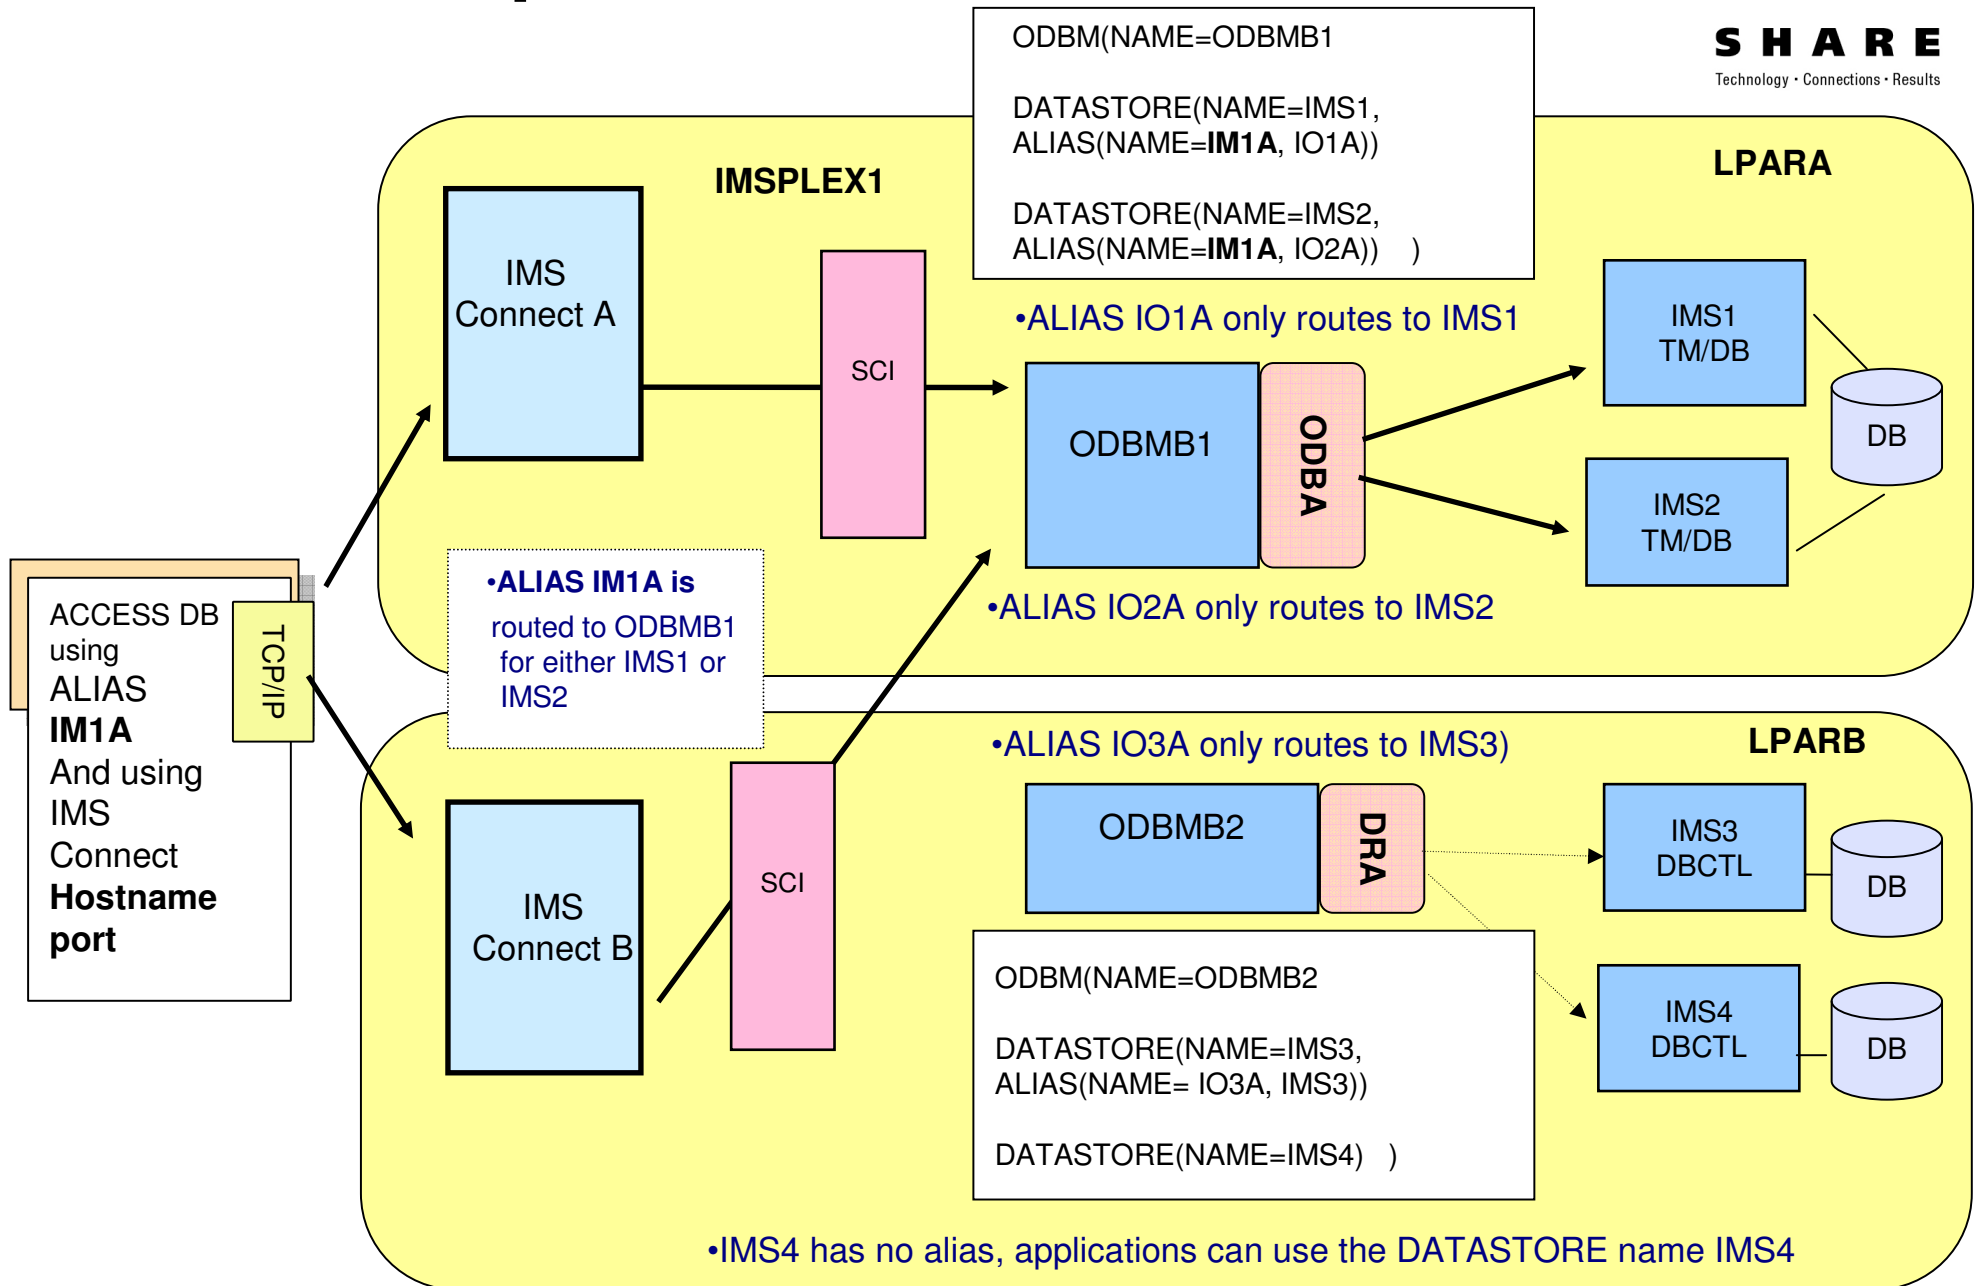 ODBM(NAME=ODBMB1
DATASTORE(NAME=IMS1,
ALIAS(NAME=IM1A, IO1A))
DATASTORE(NAME=IMS2,
ALIAS(NAME=IM1A, IO2A))    )
S H A R E
Technology · Connections · Results
IMSPLEX1
LPARA
IMS
Connect A
SCI
•ALIAS IO1A only routes to IMS1
ODBMB1
ODBA
IMS1
TM/DB
DB
IMS2
TM/DB
•ALIAS IO2A only routes to IMS2
•ALIAS IM1A is
routed to ODBMB1
for either IMS1 or
IMS2
ACCESS DB
using
ALIAS
IM1A
And using
IMS
Connect
Hostname
port
TCP/IP
LPARB
•ALIAS IO3A only routes to IMS3)
IMS
Connect B
SCI
ODBMB2
DRA
IMS3
DBCTL
DB
IMS4
DBCTL
DB
ODBM(NAME=ODBMB2
DATASTORE(NAME=IMS3,
ALIAS(NAME= IO3A, IMS3))
DATASTORE(NAME=IMS4)   )
•IMS4 has no alias, applications can use the DATASTORE name IMS4